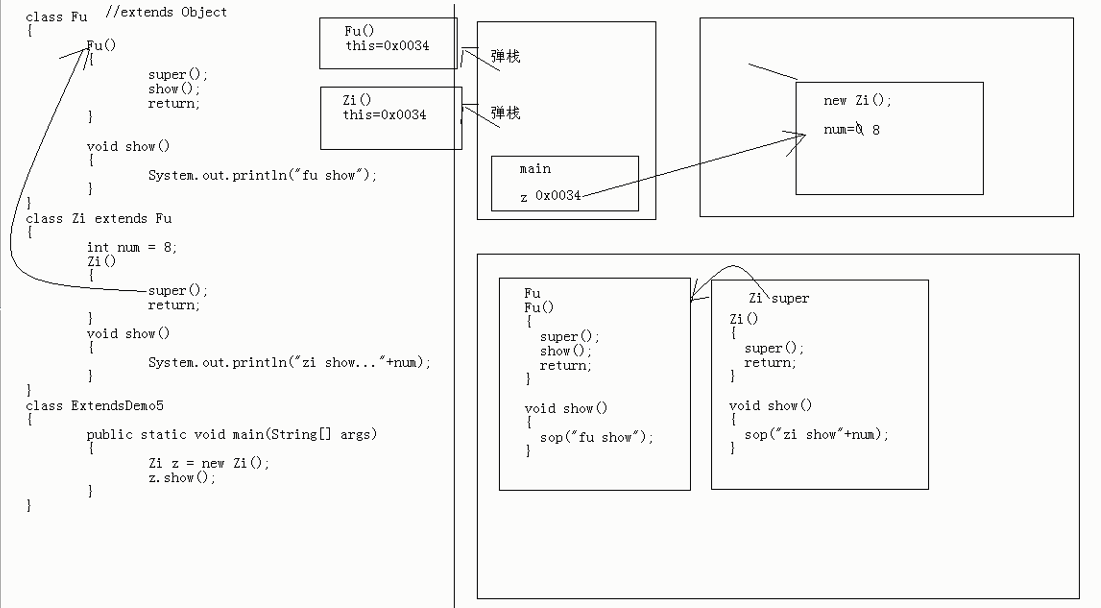 class Fu //extends Object
{
Fu()
{
super();
show();
return;
}
void show()
{
System.out.println("fu show");
}
}
class Zi extends Fu
{
int num = 8;
Zi()
{
super();
return;
}
void show()
{
System.out.println("zi show..."+num);
}
}
class ExtendsDemo5
{
public static void main(String[] args)
{
Zi z = new Zi();
z.show();
}
}
Fu()
this=0x0034
弹栈
Zi()
this=0x0034
弹栈
main
z 0x0034
new Zi();
num=0 8
Fu
Fu()
{
super();
show();
return;
}
void show()
{
sop("fu show");
}
Zi super
Zi()
{
super();
return;
}
void show()
{
sop("zi show"+num);
}